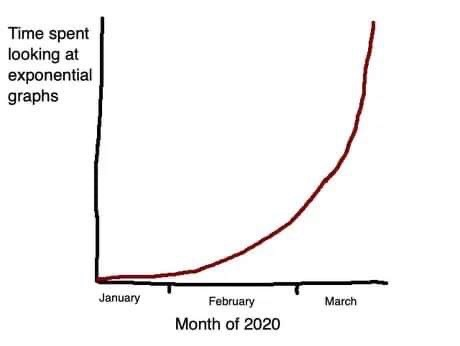 Time spent
looking at
exponential
graphs
January
February
March
Month of 2020